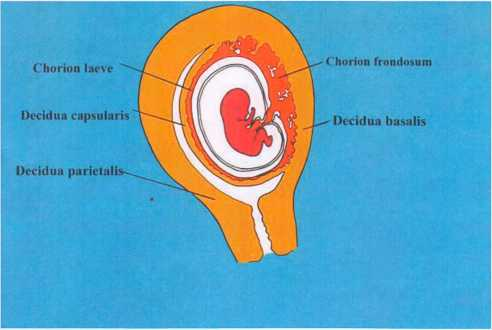 Chorion laeve
Chorion frondosum
Decidua capsularis
Decidua basalis
Decidua parietalis